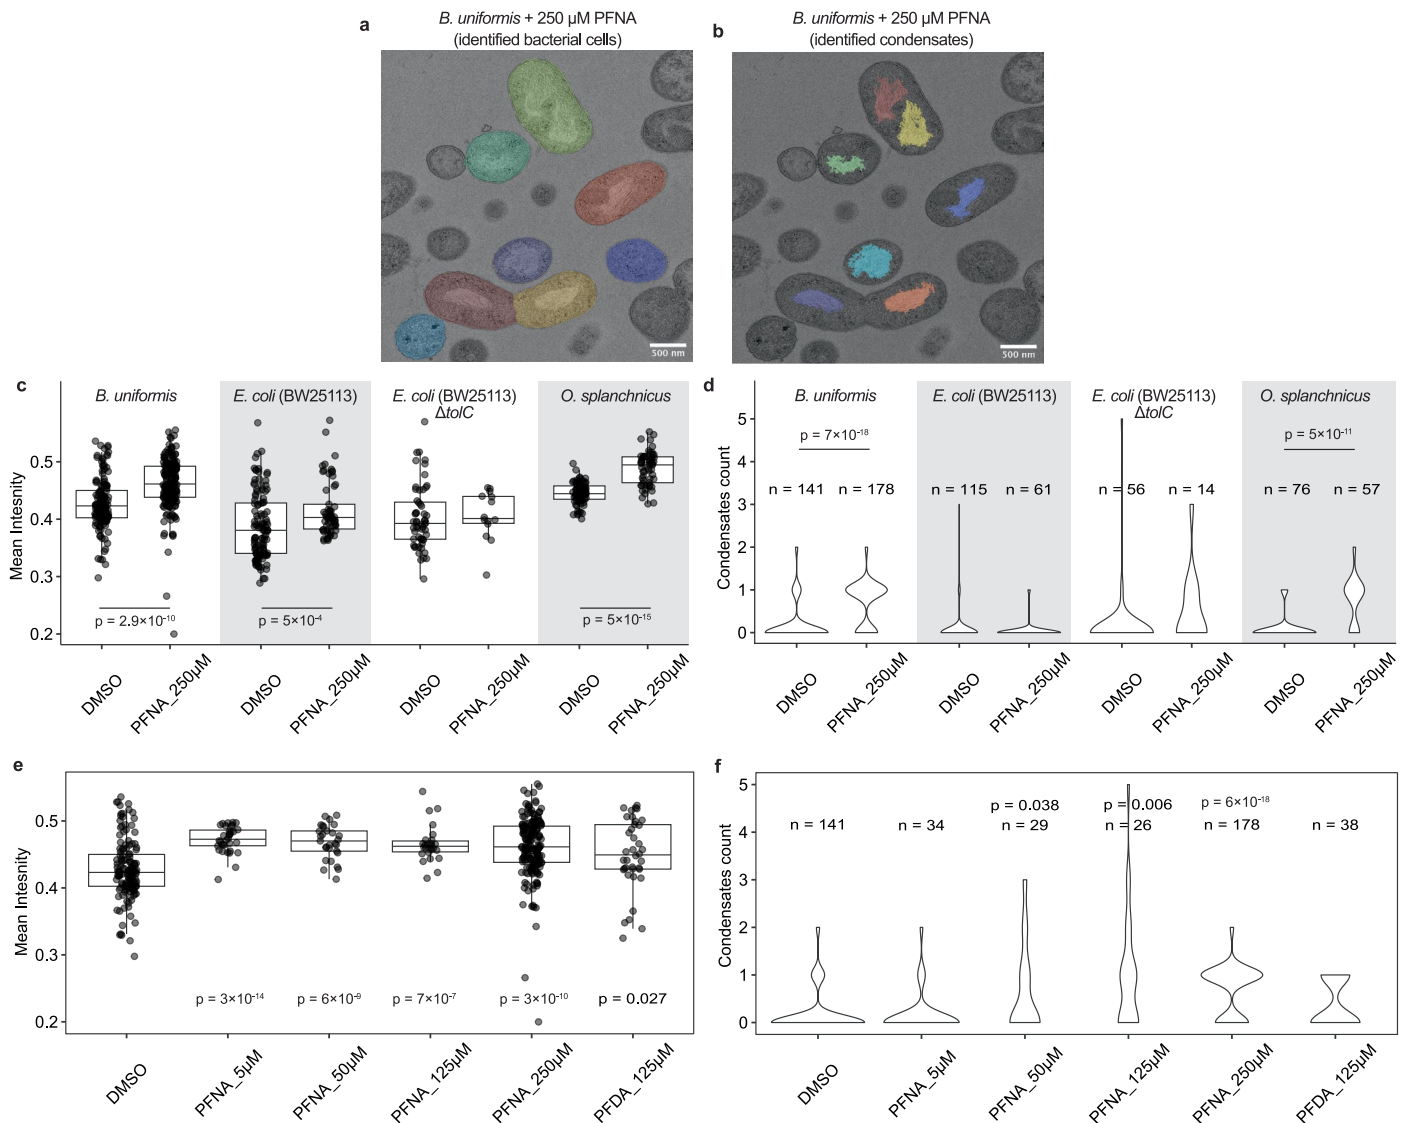 a
B. uniformis + 250 µM PFNA
(identified bacterial cells)
500 nm
b
B. uniformis + 250 µM PFNA
(identified condensates)
500 nm
c
B. uniformis
E. coli (BW25113)
E. coli (BW25113)
ΔtolC
O. splanchnicus
Mean Intesnity
0.5
0.4
0.3
0.2
p = 2.9×10⁻¹⁰
p = 5×10⁻⁴
p = 5×10⁻¹⁵
DMSO
PFNA_250µM
DMSO
PFNA_250µM
DMSO
PFNA_250µM
DMSO
PFNA_250µM
d
B. uniformis
E. coli (BW25113)
E. coli (BW25113)
ΔtolC
O. splanchnicus
Condensates count
5
4
3
2
1
0
p = 7×10⁻¹⁸
p = 5×10⁻¹¹
n = 141
n = 178
n = 115
n = 61
n = 56
n = 14
n = 76
n = 57
DMSO
PFNA_250µM
DMSO
PFNA_250µM
DMSO
PFNA_250µM
DMSO
PFNA_250µM
e
Mean Intesnity
0.5
0.4
0.3
0.2
p = 3×10⁻¹⁴
p = 6×10⁻⁹
p = 7×10⁻⁷
p = 3×10⁻¹⁰
p = 0.027
DMSO
PFNA_5µM
PFNA_50µM
PFNA_125µM
PFNA_250µM
PFDA_125µM
f
Condensates count
5
4
3
2
1
0
p = 0.038
p = 0.006
p = 6×10⁻¹⁸
n = 141
n = 34
n = 29
n = 26
n = 178
n = 38
DMSO
PFNA_5µM
PFNA_50µM
PFNA_125µM
PFNA_250µM
PFDA_125µM